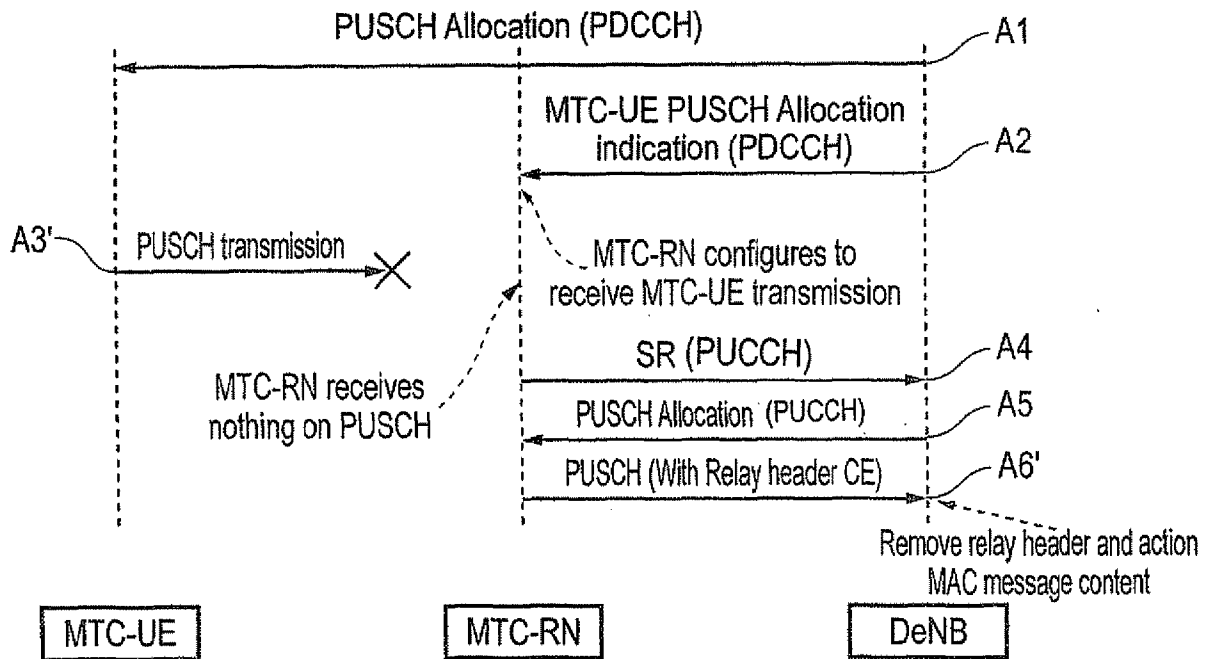 PUSCH Allocation (PDCCH)
A1
MTC-UE PUSCH Allocation
indication (PDCCH)
A2
A3'
PUSCH transmission
MTC-RN configures to
receive MTC-UE transmission
SR (PUCCH)
A4
MTC-RN receives
nothing on PUSCH
PUSCH Allocation (PUCCH)
A5
PUSCH (With Relay header CE)
A6'
Remove relay header and action
MAC message content
MTC-UE
MTC-RN
DeNB